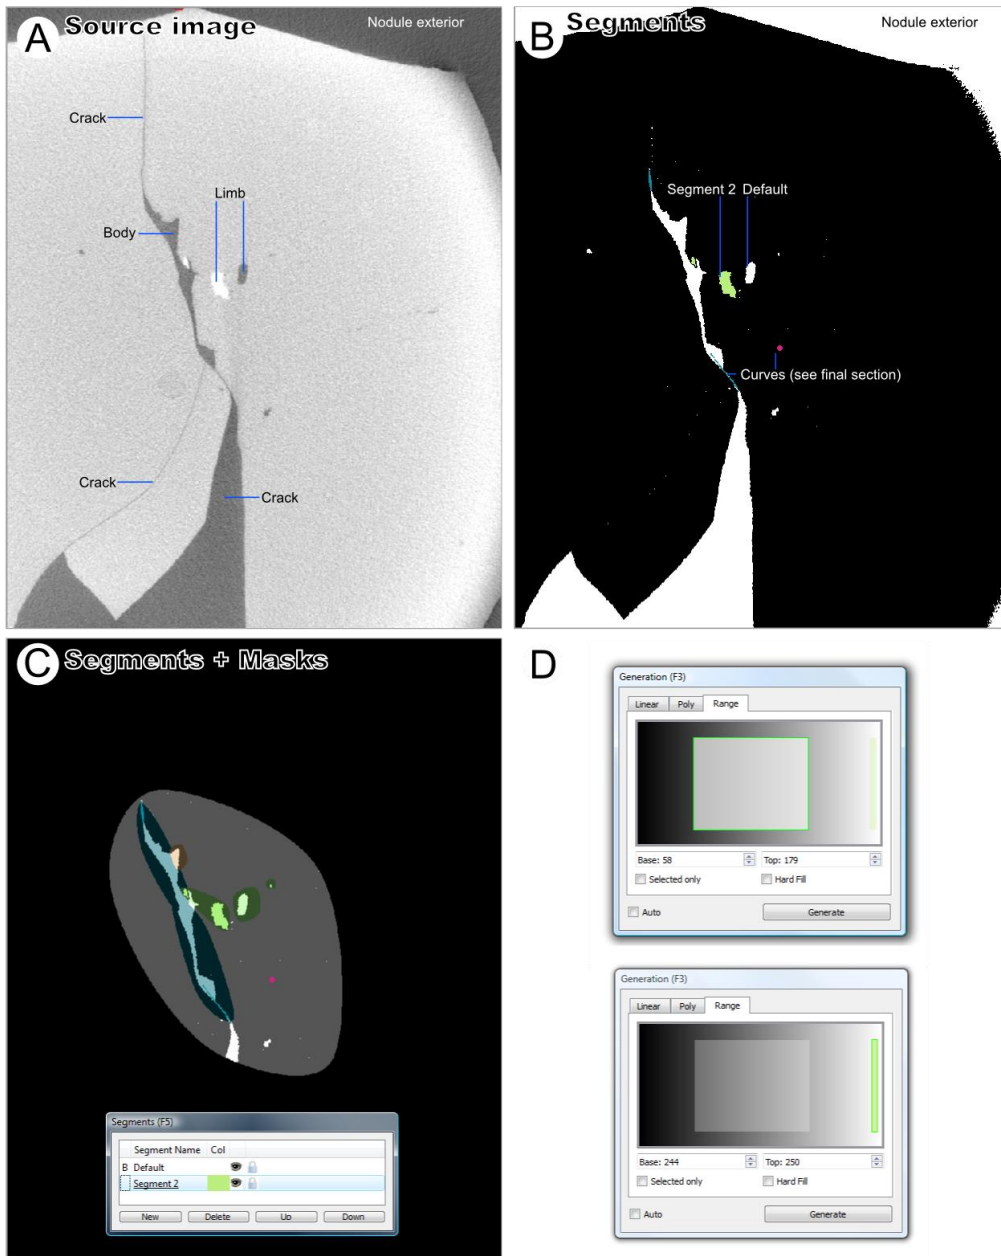 A Source image
Nodule exterior
Crack
Limb
Body
Crack
Crack
B Segments
Nodule exterior
Segment 2 Default
Curves (see final section)
C Segments + Masks
Segments (F5)
Segment Name Col
B Default
Segment 2
New Delete Up Down
D
Generation (F3)
Linear Poly Range
Base: 58 Top: 179
Selected only Hard Fill
Auto Generate
Generation (F3)
Linear Poly Range
Base: 244 Top: 250
Selected only Hard Fill
Auto Generate